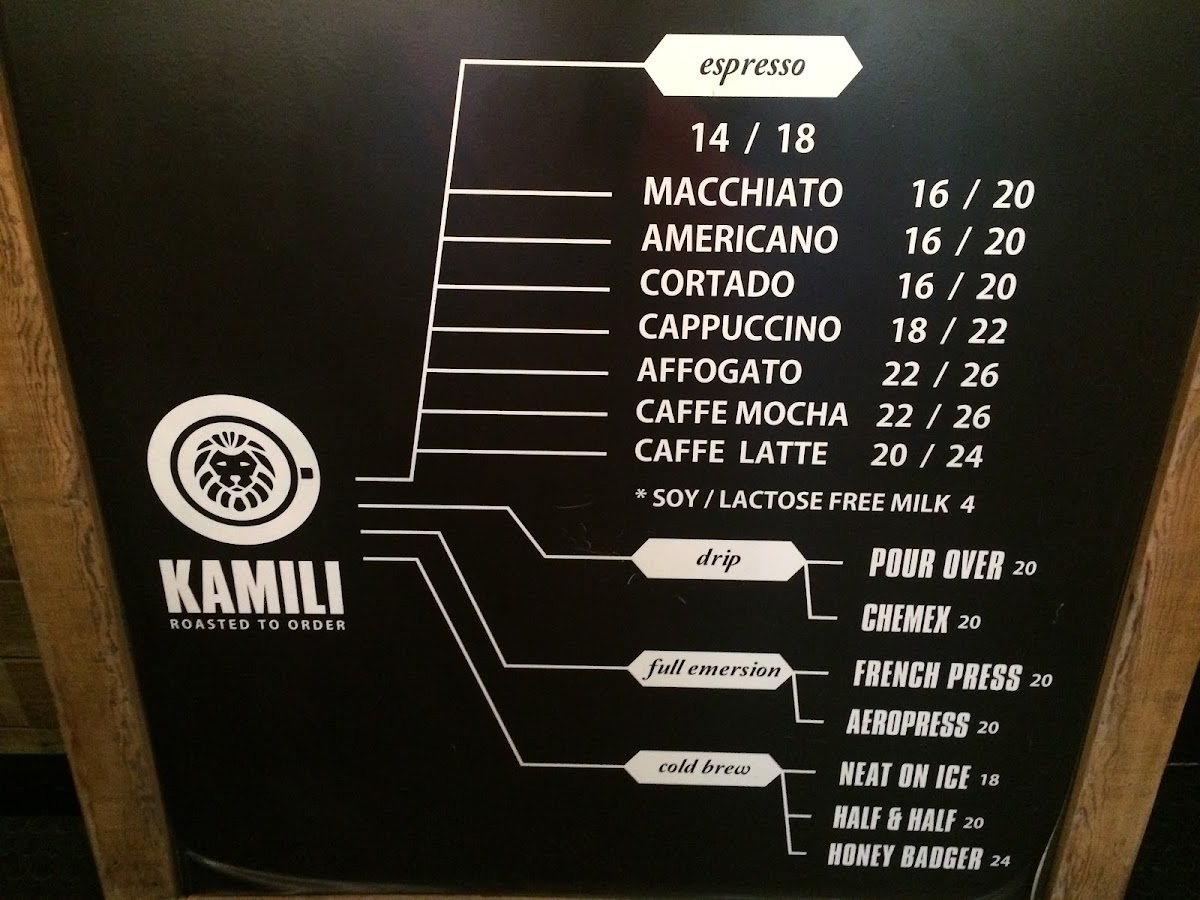 espresso
14 / 18
MACCHIATO 16 / 20
AMERICANO 16 / 20
CORTADO 16 / 20
CAPPUCCINO 18 / 22
AFFOGATO 22 / 26
CAFFE MOCHA 22 / 26
CAFFE LATTE 20 / 24
* SOY / LACTOSE FREE MILK 4
KAMILI
ROASTED TO ORDER
drip
POUR OVER 20
CHEMEX 20
full emersion
FRENCH PRESS 20
AEROPRESS 20
cold brew
NEAT ON ICE 18
HALF & HALF 20
HONEY BADGER 24